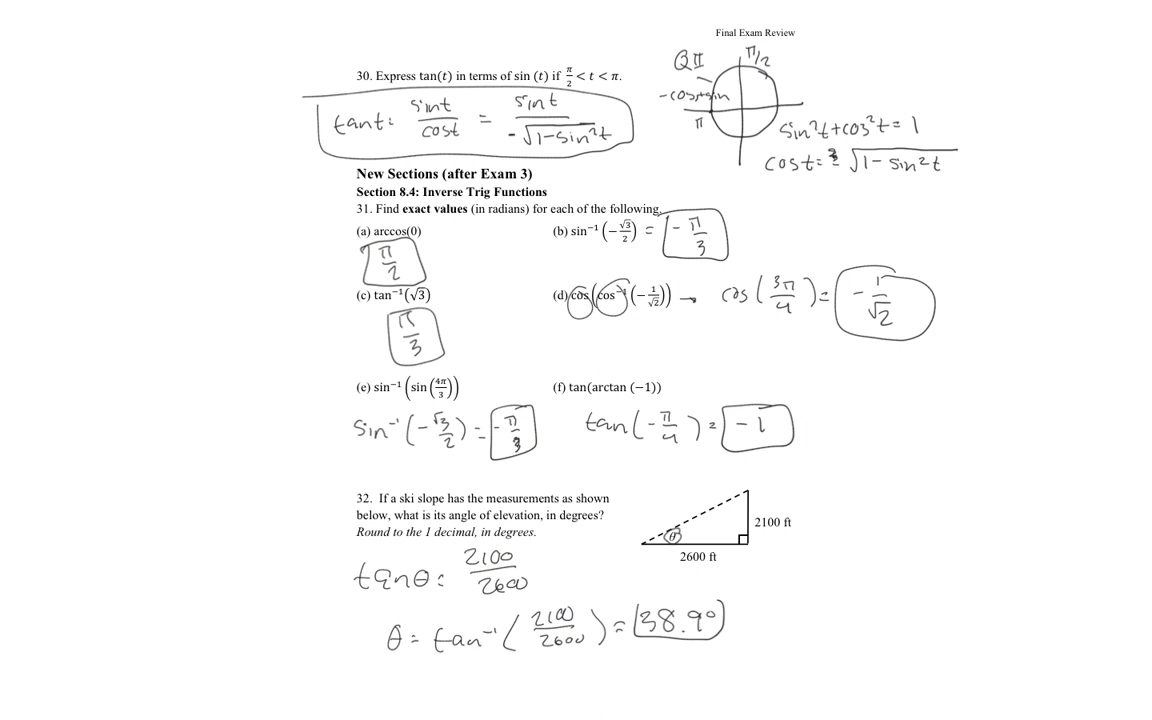 Final Exam Review
30. Express tan(t) in terms of sin (t) if π/2 < t < π.
QII
π/2
-cos,+sin
π
tant = sint/cost = sint/-√1-sin²t
sin²t+cos²t=1
cost = ± √1-sin²t
New Sections (after Exam 3)
Section 8.4: Inverse Trig Functions
31. Find exact values (in radians) for each of the following.
(a) arccos(0)
π/2
(b) sin⁻¹(-√3/2) = -π/3
(c) tan⁻¹(√3)
π/3
(d) cos(cos⁻¹(-1/√2)) → cos(3π/4) = -1/√2
(e) sin⁻¹(sin(4π/3))
sin⁻¹(-√3/2) = -π/3
(f) tan(arctan (−1))
tan(-π/4) = -1
32. If a ski slope has the measurements as shown
below, what is its angle of elevation, in degrees?
Round to the 1 decimal, in degrees.
θ
2100 ft
2600 ft
tanθ = 2100/2600
θ = tan⁻¹(2100/2600) = 38.9°